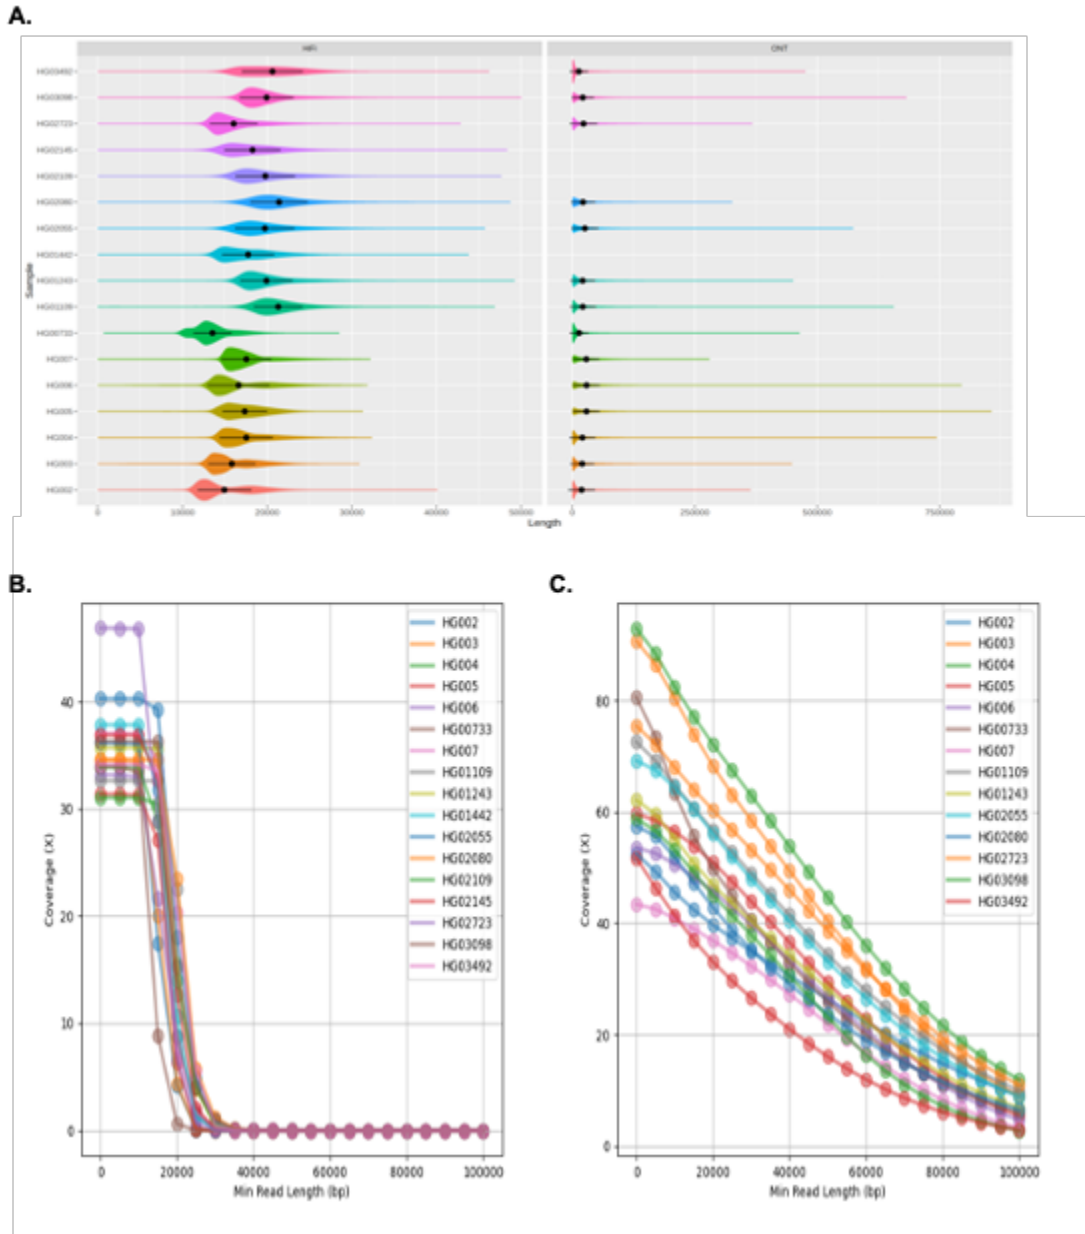 A.
HiFi ONT
HG03492
HG03098
HG02723
HG02145
HG02109
HG02080
HG02055
HG01442
HG01243
HG01109
HG00733
HG007
HG006
HG005
HG004
HG003
HG002
Sample
0 10000 20000 30000 40000 50000 0 250000 500000 750000
Length
B.
HG002
HG003
HG004
HG005
HG006
HG00733
HG007
HG01109
HG01243
HG01442
HG02055
HG02080
HG02109
HG02145
HG02723
HG03098
HG03492
40
30
20
10
0
Coverage (X)
0 20000 40000 60000 80000 100000
Min Read Length (bp)
C.
HG002
HG003
HG004
HG005
HG006
HG00733
HG007
HG01109
HG01243
HG02055
HG02080
HG02723
HG03098
HG03492
80
60
40
20
0
Coverage (X)
0 20000 40000 60000 80000 100000
Min Read Length (bp)